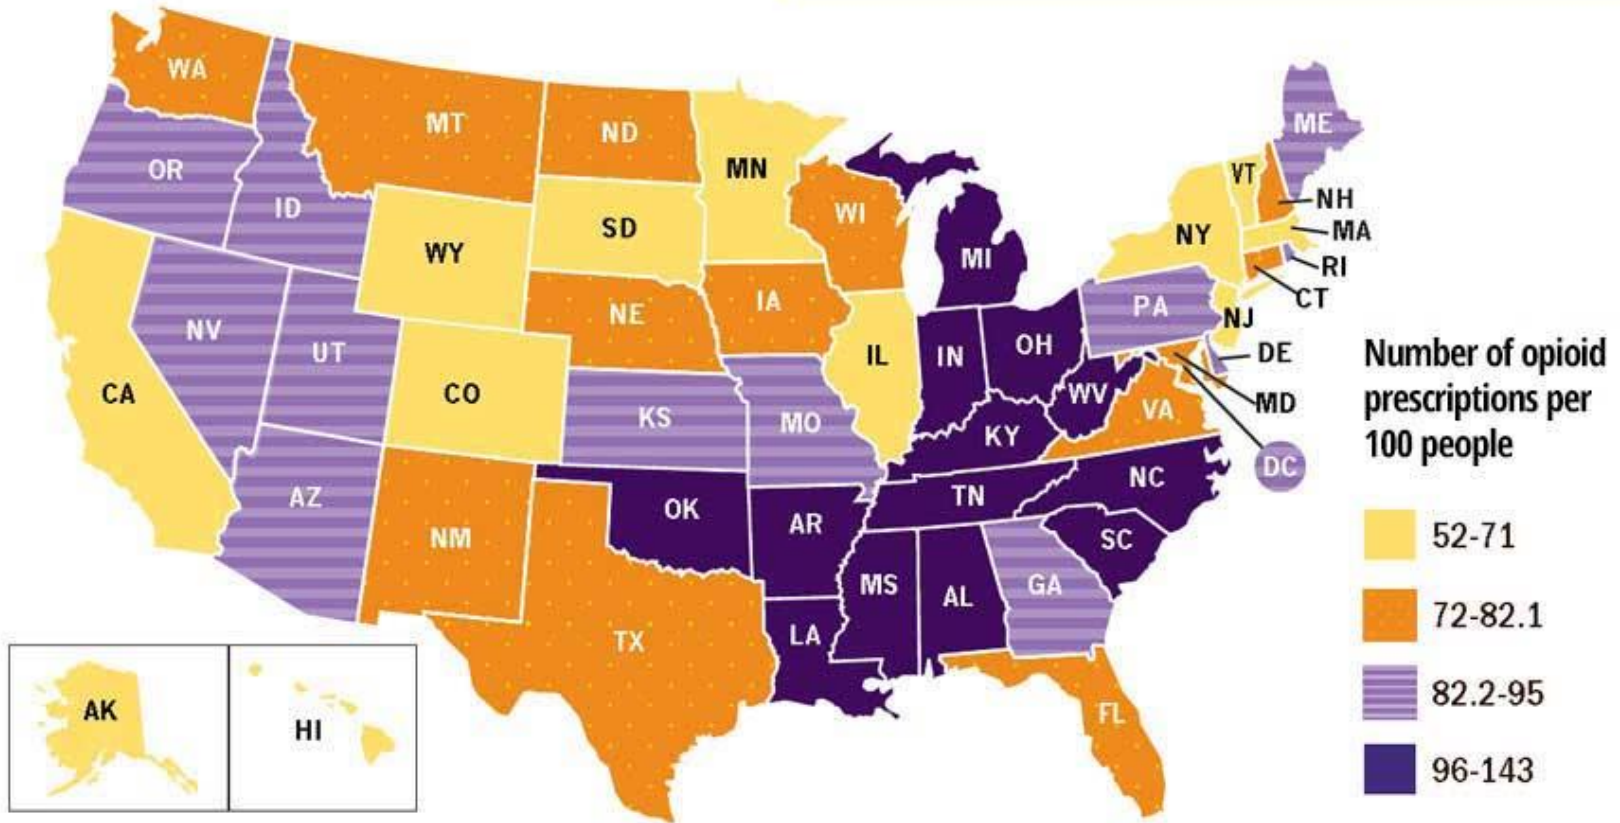 WA
MT
ND
MN
ME
OR
ID
VT
NH
WI
SD
NY
MA
WY
MI
RI
CT
IA
NE
PA
NV
NJ
UT
IL
IN
OH
DE
CA
CO
WV
MD
KS
MO
VA
KY
DC
AZ
NC
TN
OK
AR
NM
SC
MS
AL
GA
TX
LA
FL
AK
HI
Number of opioid
prescriptions per
100 people
52-71
72-82.1
82.2-95
96-143